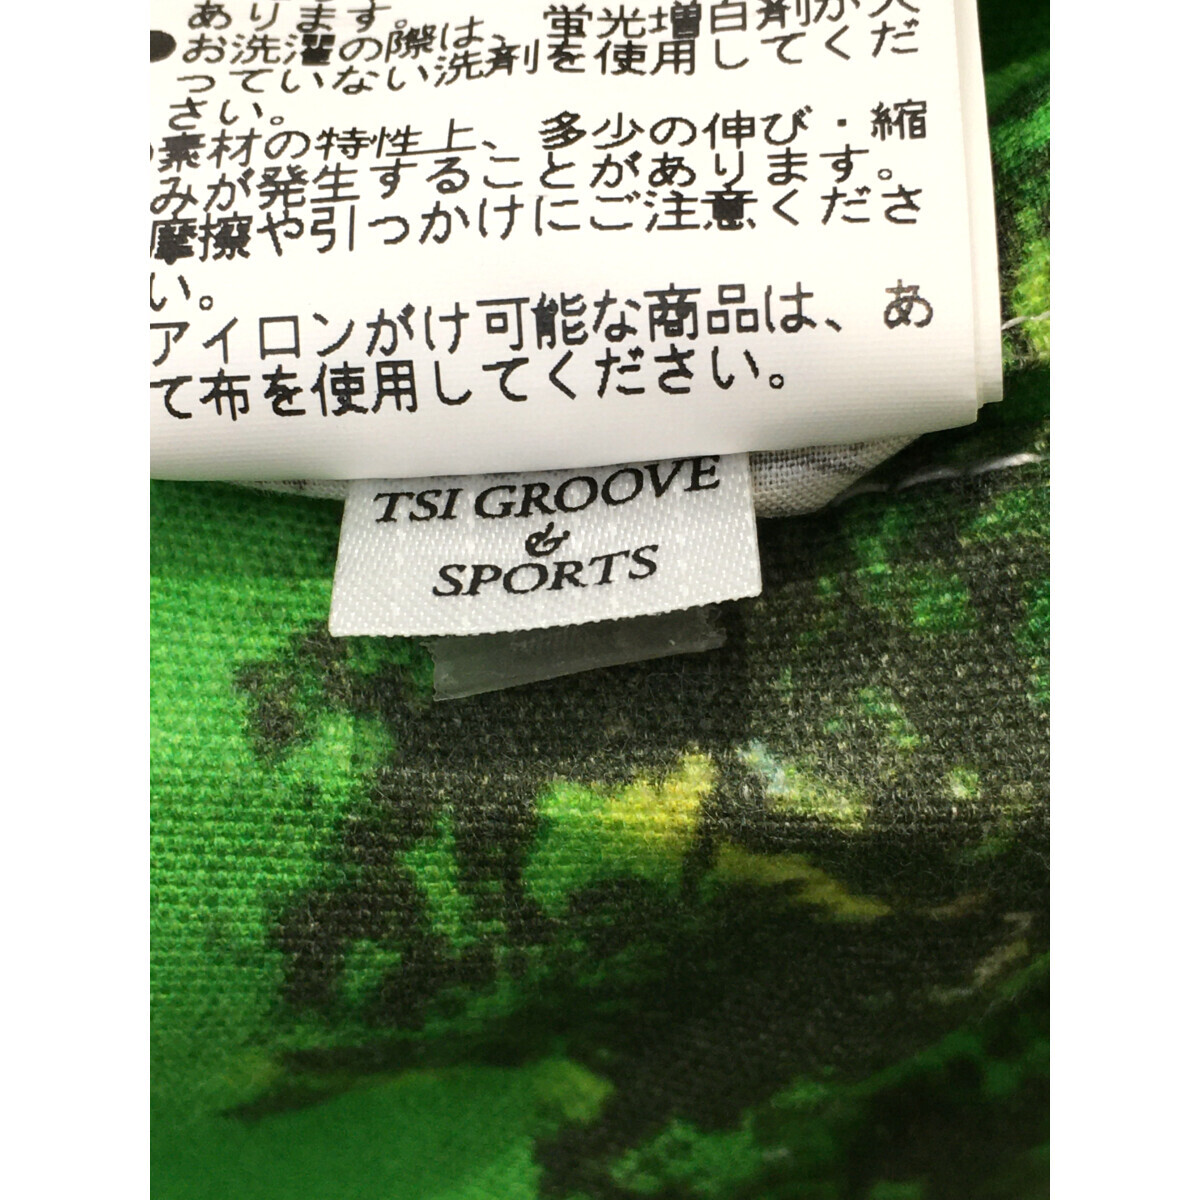 あります。
●お洗濯の際は、蛍光増白剤が入
っていない洗剤を使用してくだ
さい。
素材の特性上、多少の伸び・縮
みが発生することがあります。
摩擦や引っかけにご注意くださ
い。
アイロンがけ可能な商品は、あ
て布を使用してください。
TSI GROOVE
&
SPORTS